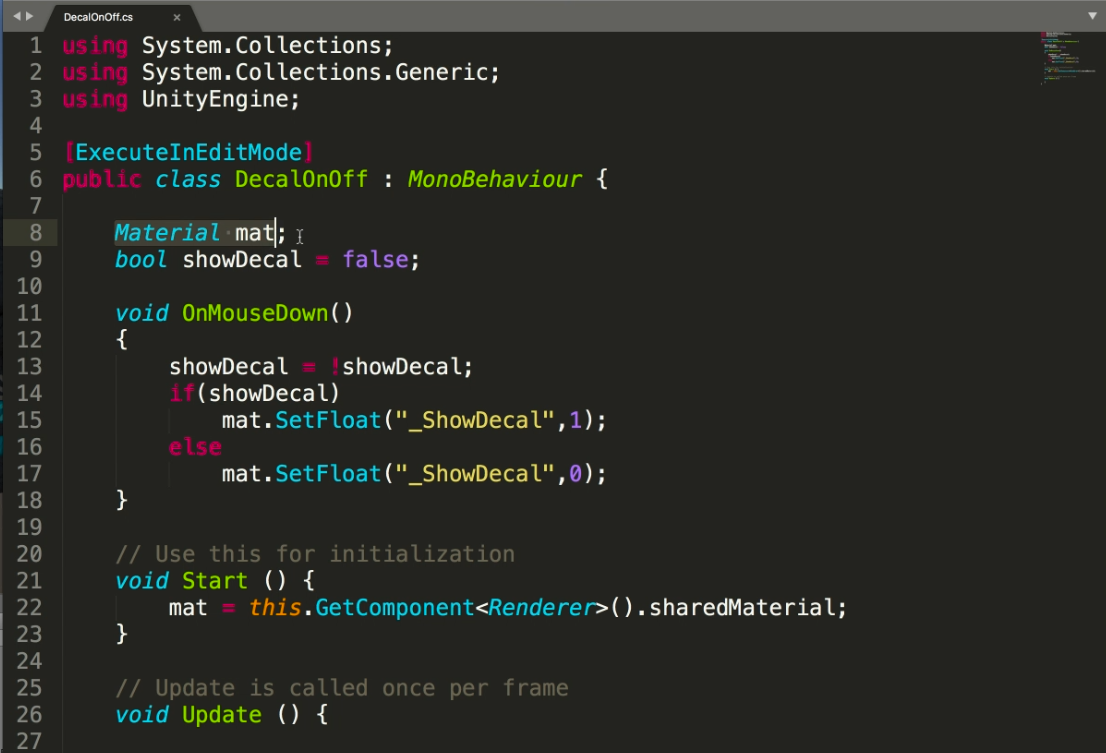 DecalOnOff.cs ×
1 using System.Collections;
2 using System.Collections.Generic;
3 using UnityEngine;
4
5 [ExecuteInEditMode]
6 public class DecalOnOff : MonoBehaviour {
7
8 Material mat;
9 bool showDecal = false;
10
11 void OnMouseDown()
12 {
13 showDecal = !showDecal;
14 if(showDecal)
15 mat.SetFloat("_ShowDecal",1);
16 else
17 mat.SetFloat("_ShowDecal",0);
18 }
19
20 // Use this for initialization
21 void Start () {
22 mat = this.GetComponent<Renderer>().sharedMaterial;
23 }
24
25 // Update is called once per frame
26 void Update () {
27